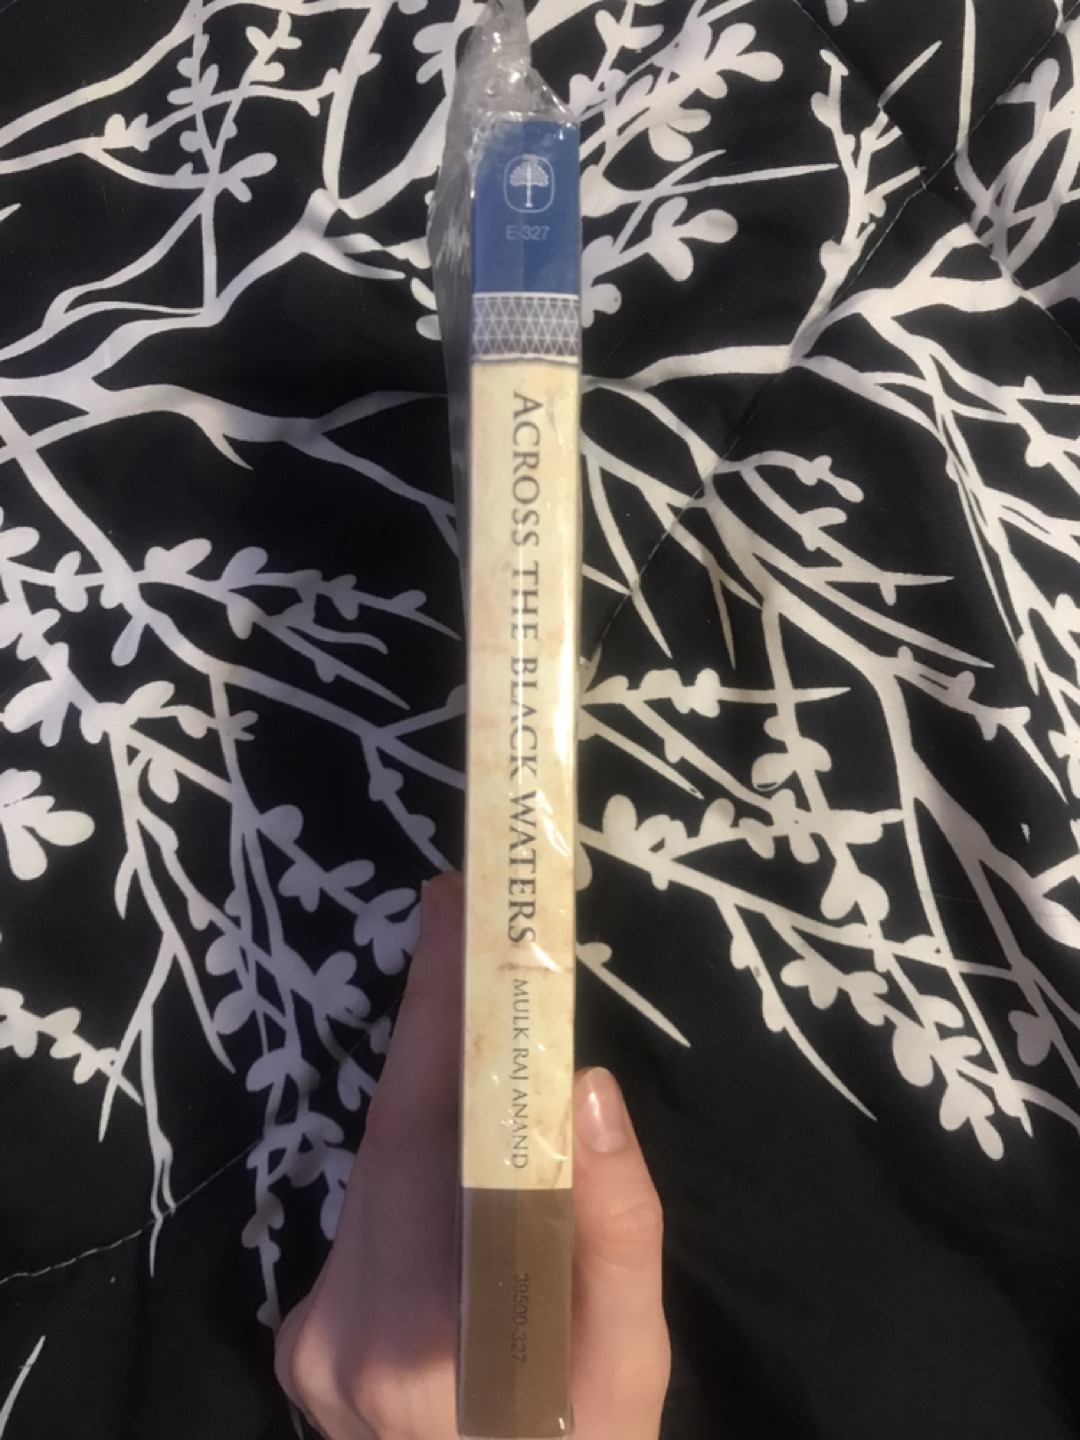 E-327
ACROSS THE BLACK WATERS | MULK RAJ ANAND
39500-327